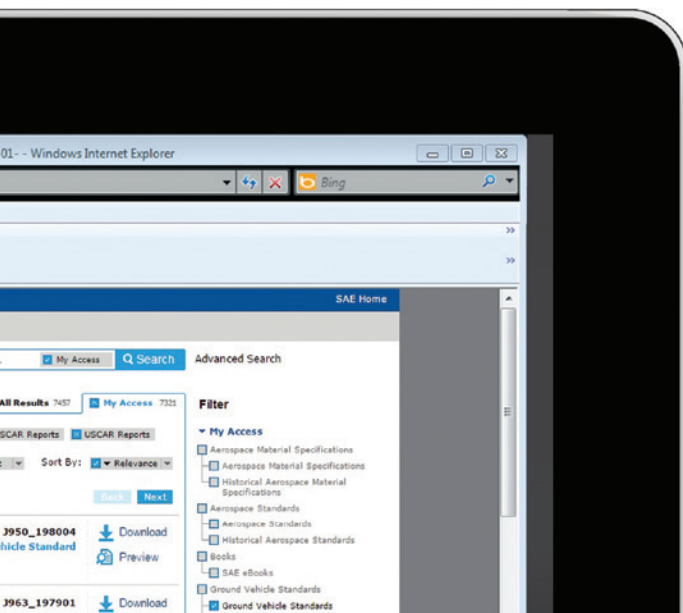 01- - Windows Internet Explorer
Bing
SAE Home
My Access
Search
Advanced Search
All Results 7457
My Access 7321
Filter
SCAR Reports
USCAR Reports
My Access
Aerospace Material Specifications
Aerospace Material Specifications
Historical Aerospace Material
Specifications
Sort By:
Relevance
Back
Next
Aerospace Standards
Aerospace Standards
Historical Aerospace Standards
J950_198004
Download
hicle Standard
Preview
Books
SAE eBooks
Ground Vehicle Standards
Ground Vehicle Standards
J963_197901
Download